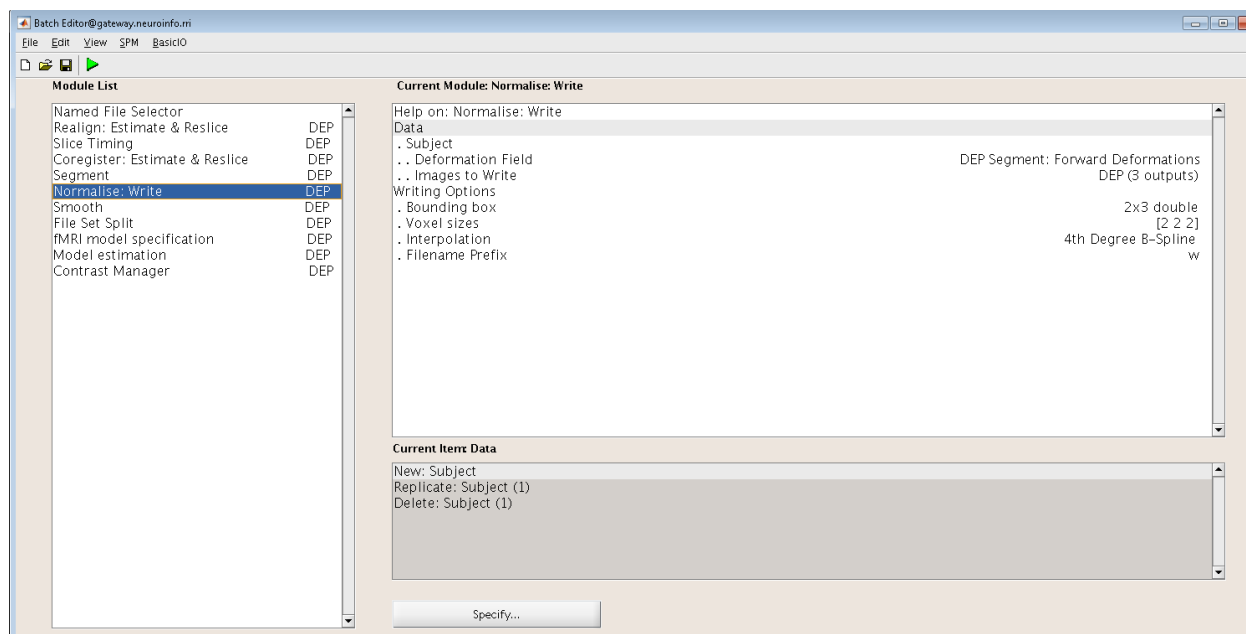 Batch Editor@gateway.neuroinfo.rri
File Edit View SPM BasicIO
Module List
Named File Selector
Realign: Estimate & Reslice DEP
Slice Timing DEP
Coregister: Estimate & Reslice DEP
Segment DEP
Normalise: Write DEP
Smooth DEP
File Set Split DEP
fMRI model specification DEP
Model estimation DEP
Contrast Manager DEP
Current Module: Normalise: Write
Help on: Normalise: Write
Data
. Subject
. . Deformation Field DEP Segment: Forward Deformations
. . Images to Write DEP (3 outputs)
Writing Options
. Bounding box 2x3 double
. Voxel sizes [2 2 2]
. Interpolation 4th Degree B-Spline
. Filename Prefix w
Current Item: Data
New: Subject
Replicate: Subject (1)
Delete: Subject (1)
Specify...